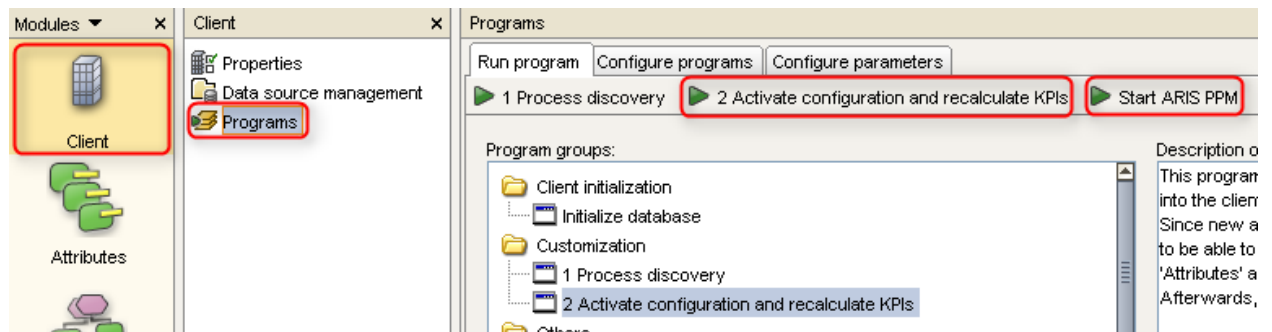 Modules
Client
Programs
Client
Attributes
Properties
Data source management
Programs
Run program
Configure programs
Configure parameters
1 Process discovery
2 Activate configuration and recalculate KPIs
Start ARIS PPM
Program groups:
Client initialization
Initialize database
Customization
1 Process discovery
2 Activate configuration and recalculate KPIs
Description o
This program
into the clien
Since new a
to be able to
'Attributes' a
Afterwards,